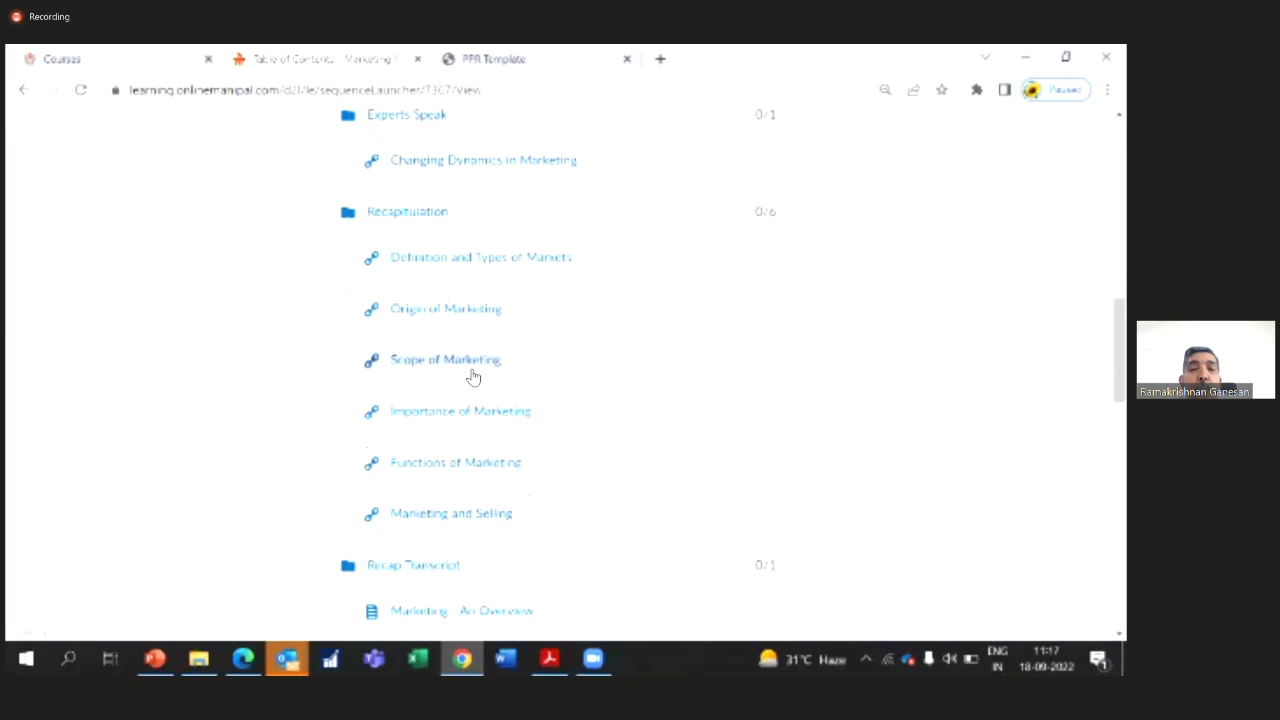 Recording
Courses
Table of Contents - Marketing
PPR Template
learning.onlinemanipal.com/d2l/le/sequenceLauncher/7367/View
Paused
Experts Speak 0/1
Changing Dynamics in Marketing
Recapitulation 0/6
Definition and Types of Markets
Origin of Marketing
Scope of Marketing
Importance of Marketing
Functions of Marketing
Marketing and Selling
Recap Transcript 0/1
Marketing - An Overview
Ramakrishnan Ganesan
31°C Haze
ENG
IN
11:17
18-09-2022